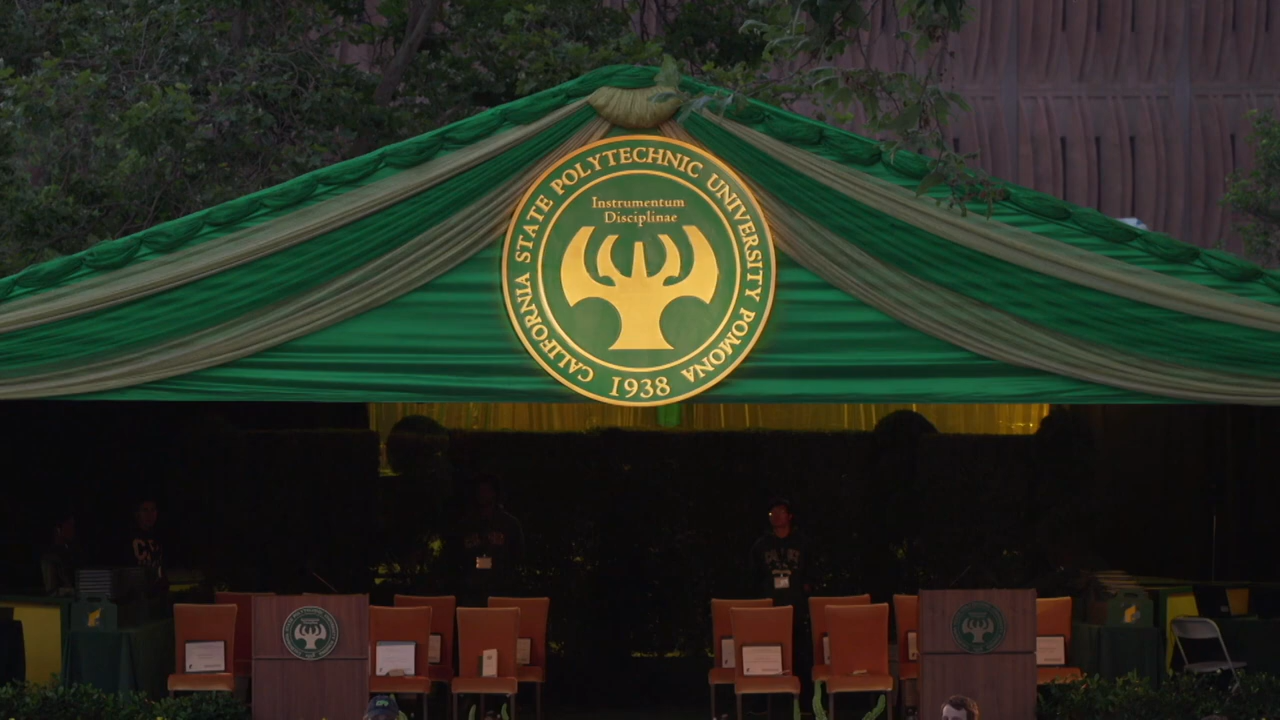 CALIFORNIA STATE POLYTECHNIC UNIVERSITY POMONA
Instrumentum
Disciplinae
1938